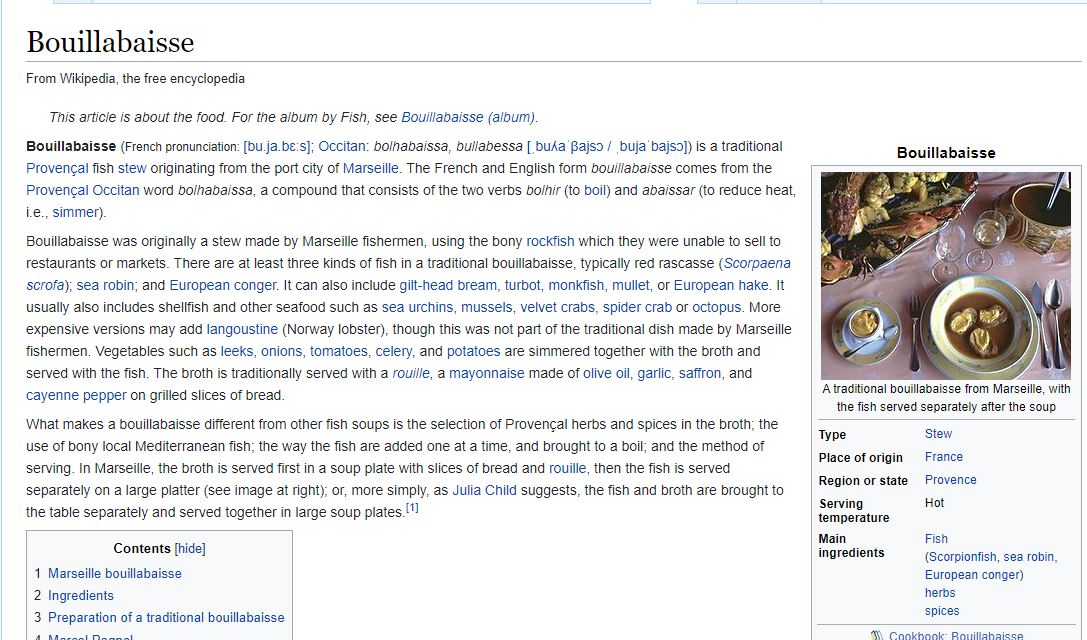 Bouillabaisse
From Wikipedia, the free encyclopedia
This article is about the food. For the album by Fish, see Bouillabaisse (album).
Bouillabaisse (French pronunciation: [bu.ja.bɛːs]; Occitan: bolhabaissa, bullabessa [ˌbuʎaˈβajsɔ / ˌbujaˈbajsɔ]) is a traditional
Provençal fish stew originating from the port city of Marseille. The French and English form bouillabaisse comes from the
Provençal Occitan word bolhabaissa, a compound that consists of the two verbs bolhir (to boil) and abaissar (to reduce heat,
i.e., simmer).
Bouillabaisse was originally a stew made by Marseille fishermen, using the bony rockfish which they were unable to sell to
restaurants or markets. There are at least three kinds of fish in a traditional bouillabaisse, typically red rascasse (Scorpaena
scrofa); sea robin; and European conger. It can also include gilt-head bream, turbot, monkfish, mullet, or European hake. It
usually also includes shellfish and other seafood such as sea urchins, mussels, velvet crabs, spider crab or octopus. More
expensive versions may add langoustine (Norway lobster), though this was not part of the traditional dish made by Marseille
fishermen. Vegetables such as leeks, onions, tomatoes, celery, and potatoes are simmered together with the broth and
served with the fish. The broth is traditionally served with a rouille, a mayonnaise made of olive oil, garlic, saffron, and
cayenne pepper on grilled slices of bread.
What makes a bouillabaisse different from other fish soups is the selection of Provençal herbs and spices in the broth; the
use of bony local Mediterranean fish; the way the fish are added one at a time, and brought to a boil; and the method of
serving. In Marseille, the broth is served first in a soup plate with slices of bread and rouille, then the fish is served
separately on a large platter (see image at right); or, more simply, as Julia Child suggests, the fish and broth are brought to
the table separately and served together in large soup plates.[1]
Contents [hide]
1 Marseille bouillabaisse
2 Ingredients
3 Preparation of a traditional bouillabaisse
4 Marcel Pagnol
Bouillabaisse
A traditional bouillabaisse from Marseille, with
the fish served separately after the soup
Type Stew
Place of origin France
Region or state Provence
Serving Hot
temperature
Main Fish
ingredients (Scorpionfish, sea robin,
European conger)
herbs
spices
Cookbook: Bouillabaisse